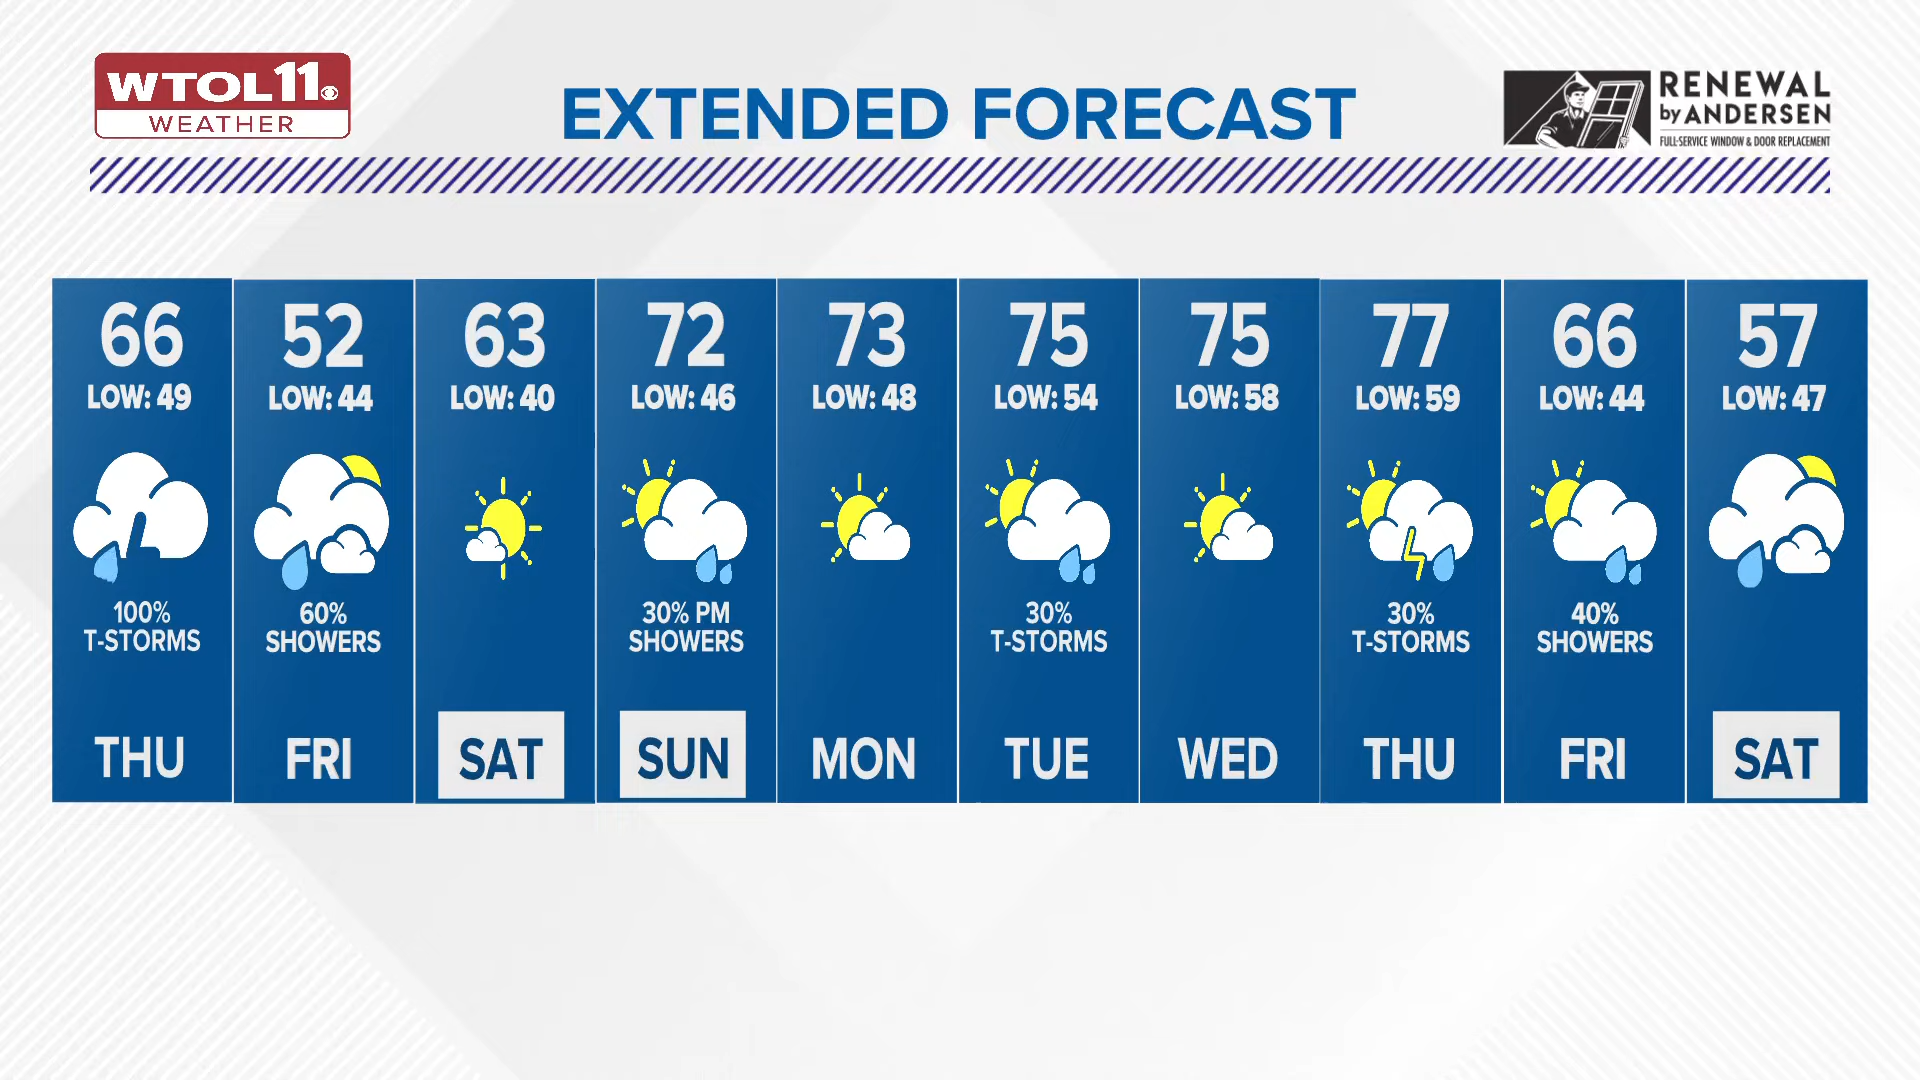 WTOL11
WEATHER
EXTENDED FORECAST
RENEWAL
by ANDERSEN
FULL-SERVICE WINDOW & DOOR REPLACEMENT
66
LOW: 49
100%
T-STORMS
THU
52
LOW: 44
60%
SHOWERS
FRI
63
LOW: 40
SAT
72
LOW: 46
30% PM
SHOWERS
SUN
73
LOW: 48
MON
75
LOW: 54
30%
T-STORMS
TUE
75
LOW: 58
WED
77
LOW: 59
30%
T-STORMS
THU
66
LOW: 44
40%
SHOWERS
FRI
57
LOW: 47
SAT